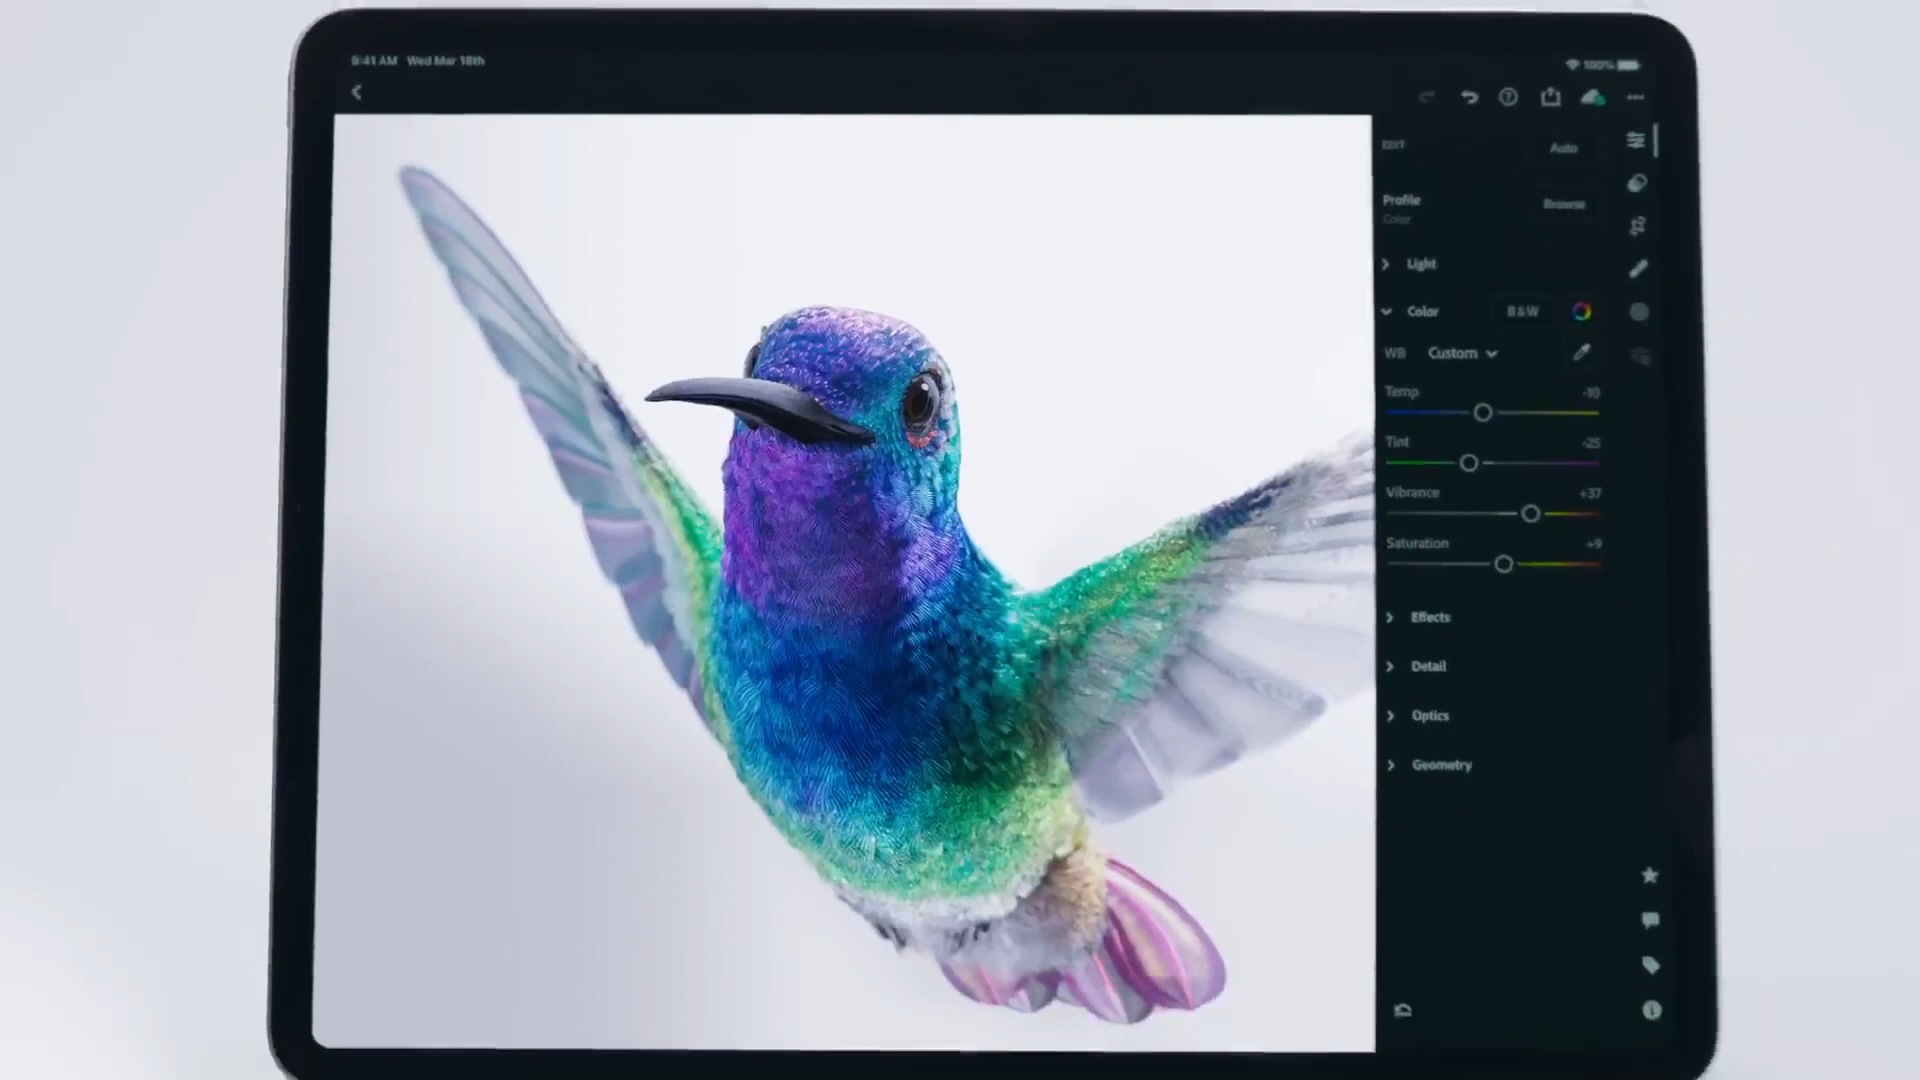 9:41 AM Wed Mar 18th
100%
EDIT
Auto
Profile
Browse
Color
Light
Color
B&W
WB
Custom
Temp
-10
Tint
-25
Vibrance
+37
Saturation
+9
Effects
Detail
Optics
Geometry